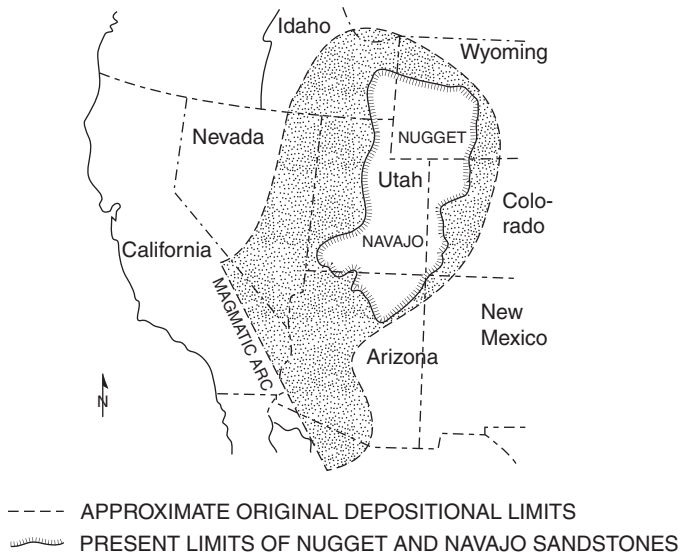 Idaho
Wyoming
Nevada
NUGGET
Utah
Colo-
rado
NAVAJO
California
MAGMATIC ARC
New
Mexico
Arizona
N
APPROXIMATE ORIGINAL DEPOSITIONAL LIMITS
PRESENT LIMITS OF NUGGET AND NAVAJO SANDSTONES